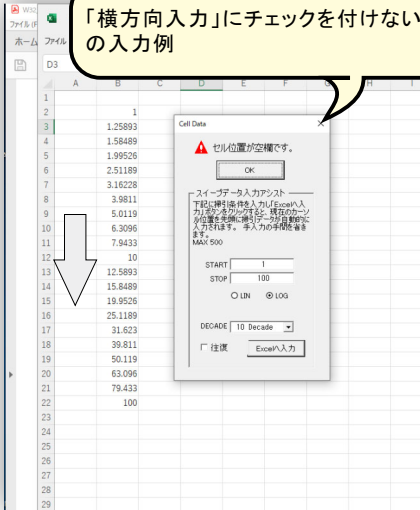 「横方向入力」にチェックを付けない
の入力例
W32
ファイル (F
ホーム
ファイル
D3
A B C D E F G H I
1
2 1
3 1.25893
4 1.58489
5 1.99526
6 2.51189
7 3.16228
8 3.9811
9 5.0119
10 6.3096
11 7.9433
12 10
13 12.5893
14 15.8489
15 19.9526
16 25.1189
17 31.623
18 39.811
19 50.119
20 63.096
21 79.433
22 100
23
24
25
26
27
28
29
Cell Data
セル位置が空欄です。
OK
スイープデータ入力アシスト
下記に掃引条件を入力し「Excelへ入
力」ボタンをクリックすると、現在のカーソ
ル位置を先頭に掃引データが自動的に
入力されます。 手入力の手間を省き
ます。
MAX 500
START 1
STOP 100
LIN LOG
DECADE 10 Decade
往復 Excelへ入力